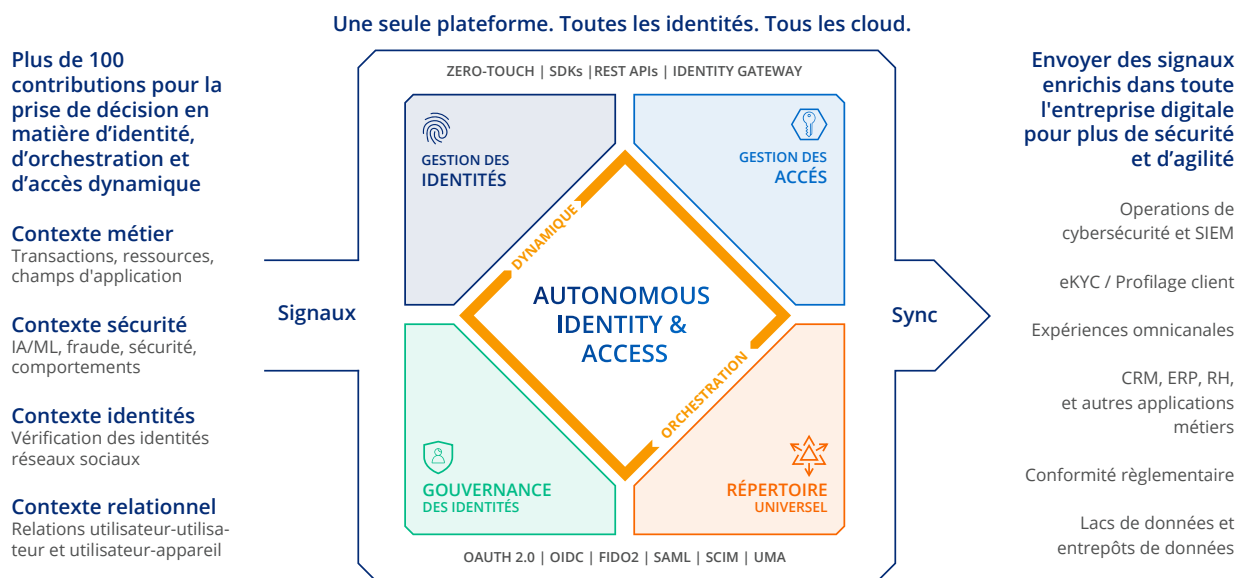 Une seule plateforme. Toutes les identités. Tous les cloud.
Plus de 100
contributions pour la
prise de décision en
matière d'identité,
d'orchestration et
d'accès dynamique
Contexte métier
Transactions, ressources,
champs d'application
Contexte sécurité
IA/ML, fraude, sécurité,
comportements
Contexte identités
Vérification des identités
réseaux sociaux
Contexte relationnel
Relations utilisateur-utilisa-
teur et utilisateur-appareil
Signaux
ZERO-TOUCH | SDKs |REST APIs | IDENTITY GATEWAY
GESTION DES
IDENTITÉS
GESTION DES
ACCÉS
DYNAMIQUE
AUTONOMOUS
IDENTITY &
ACCESS
ORCHESTRATION
GOUVERNANCE
DES IDENTITÉS
RÉPERTOIRE
UNIVERSEL
OAUTH 2.0 | OIDC | FIDO2 | SAML | SCIM | UMA
Sync
Envoyer des signaux
enrichis dans toute
l'entreprise digitale
pour plus de sécurité
et d'agilité
Operations de
cybersécurité et SIEM
eKYC / Profilage client
Expériences omnicanales
CRM, ERP, RH,
et autres applications
métiers
Conformité règlementaire
Lacs de données et
entrepôts de données